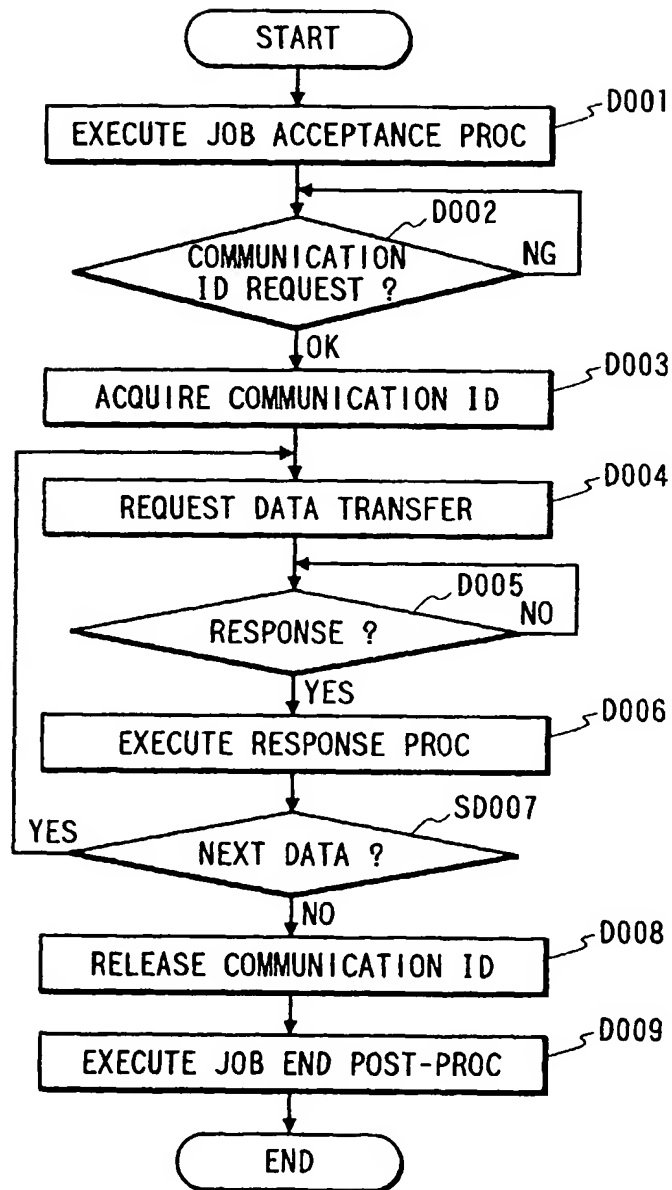 START
D001
EXECUTE JOB ACCEPTANCE PROC
D002
COMMUNICATION
ID REQUEST ?
NG
OK
D003
ACQUIRE COMMUNICATION ID
D004
REQUEST DATA TRANSFER
D005
RESPONSE ?
NO
YES
D006
EXECUTE RESPONSE PROC
SD007
YES
NEXT DATA ?
NO
D008
RELEASE COMMUNICATION ID
D009
EXECUTE JOB END POST-PROC
END